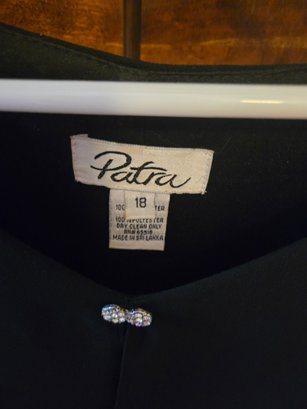 Patra
18
100% POLYESTER
DRY CLEAN ONLY
MADE IN SRI LANKA